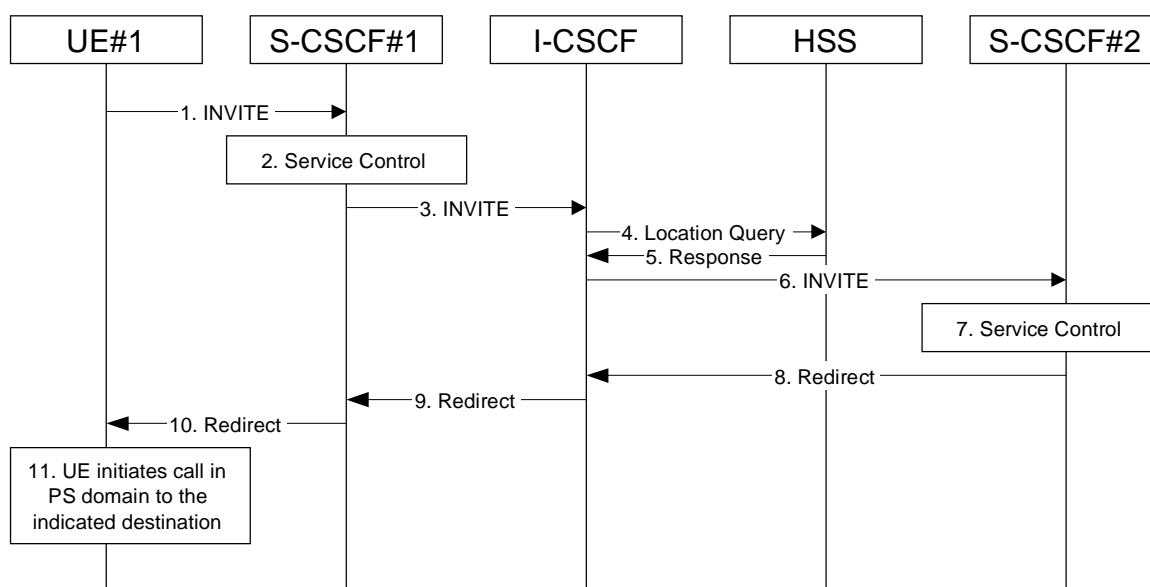 UE#1
S-CSCF#1
I-CSCF
HSS
S-CSCF#2
1. INVITE
2. Service Control
3. INVITE
4. Location Query
5. Response
6. INVITE
7. Service Control
8. Redirect
9. Redirect
10. Redirect
11. UE initiates call in
PS domain to the
indicated destination